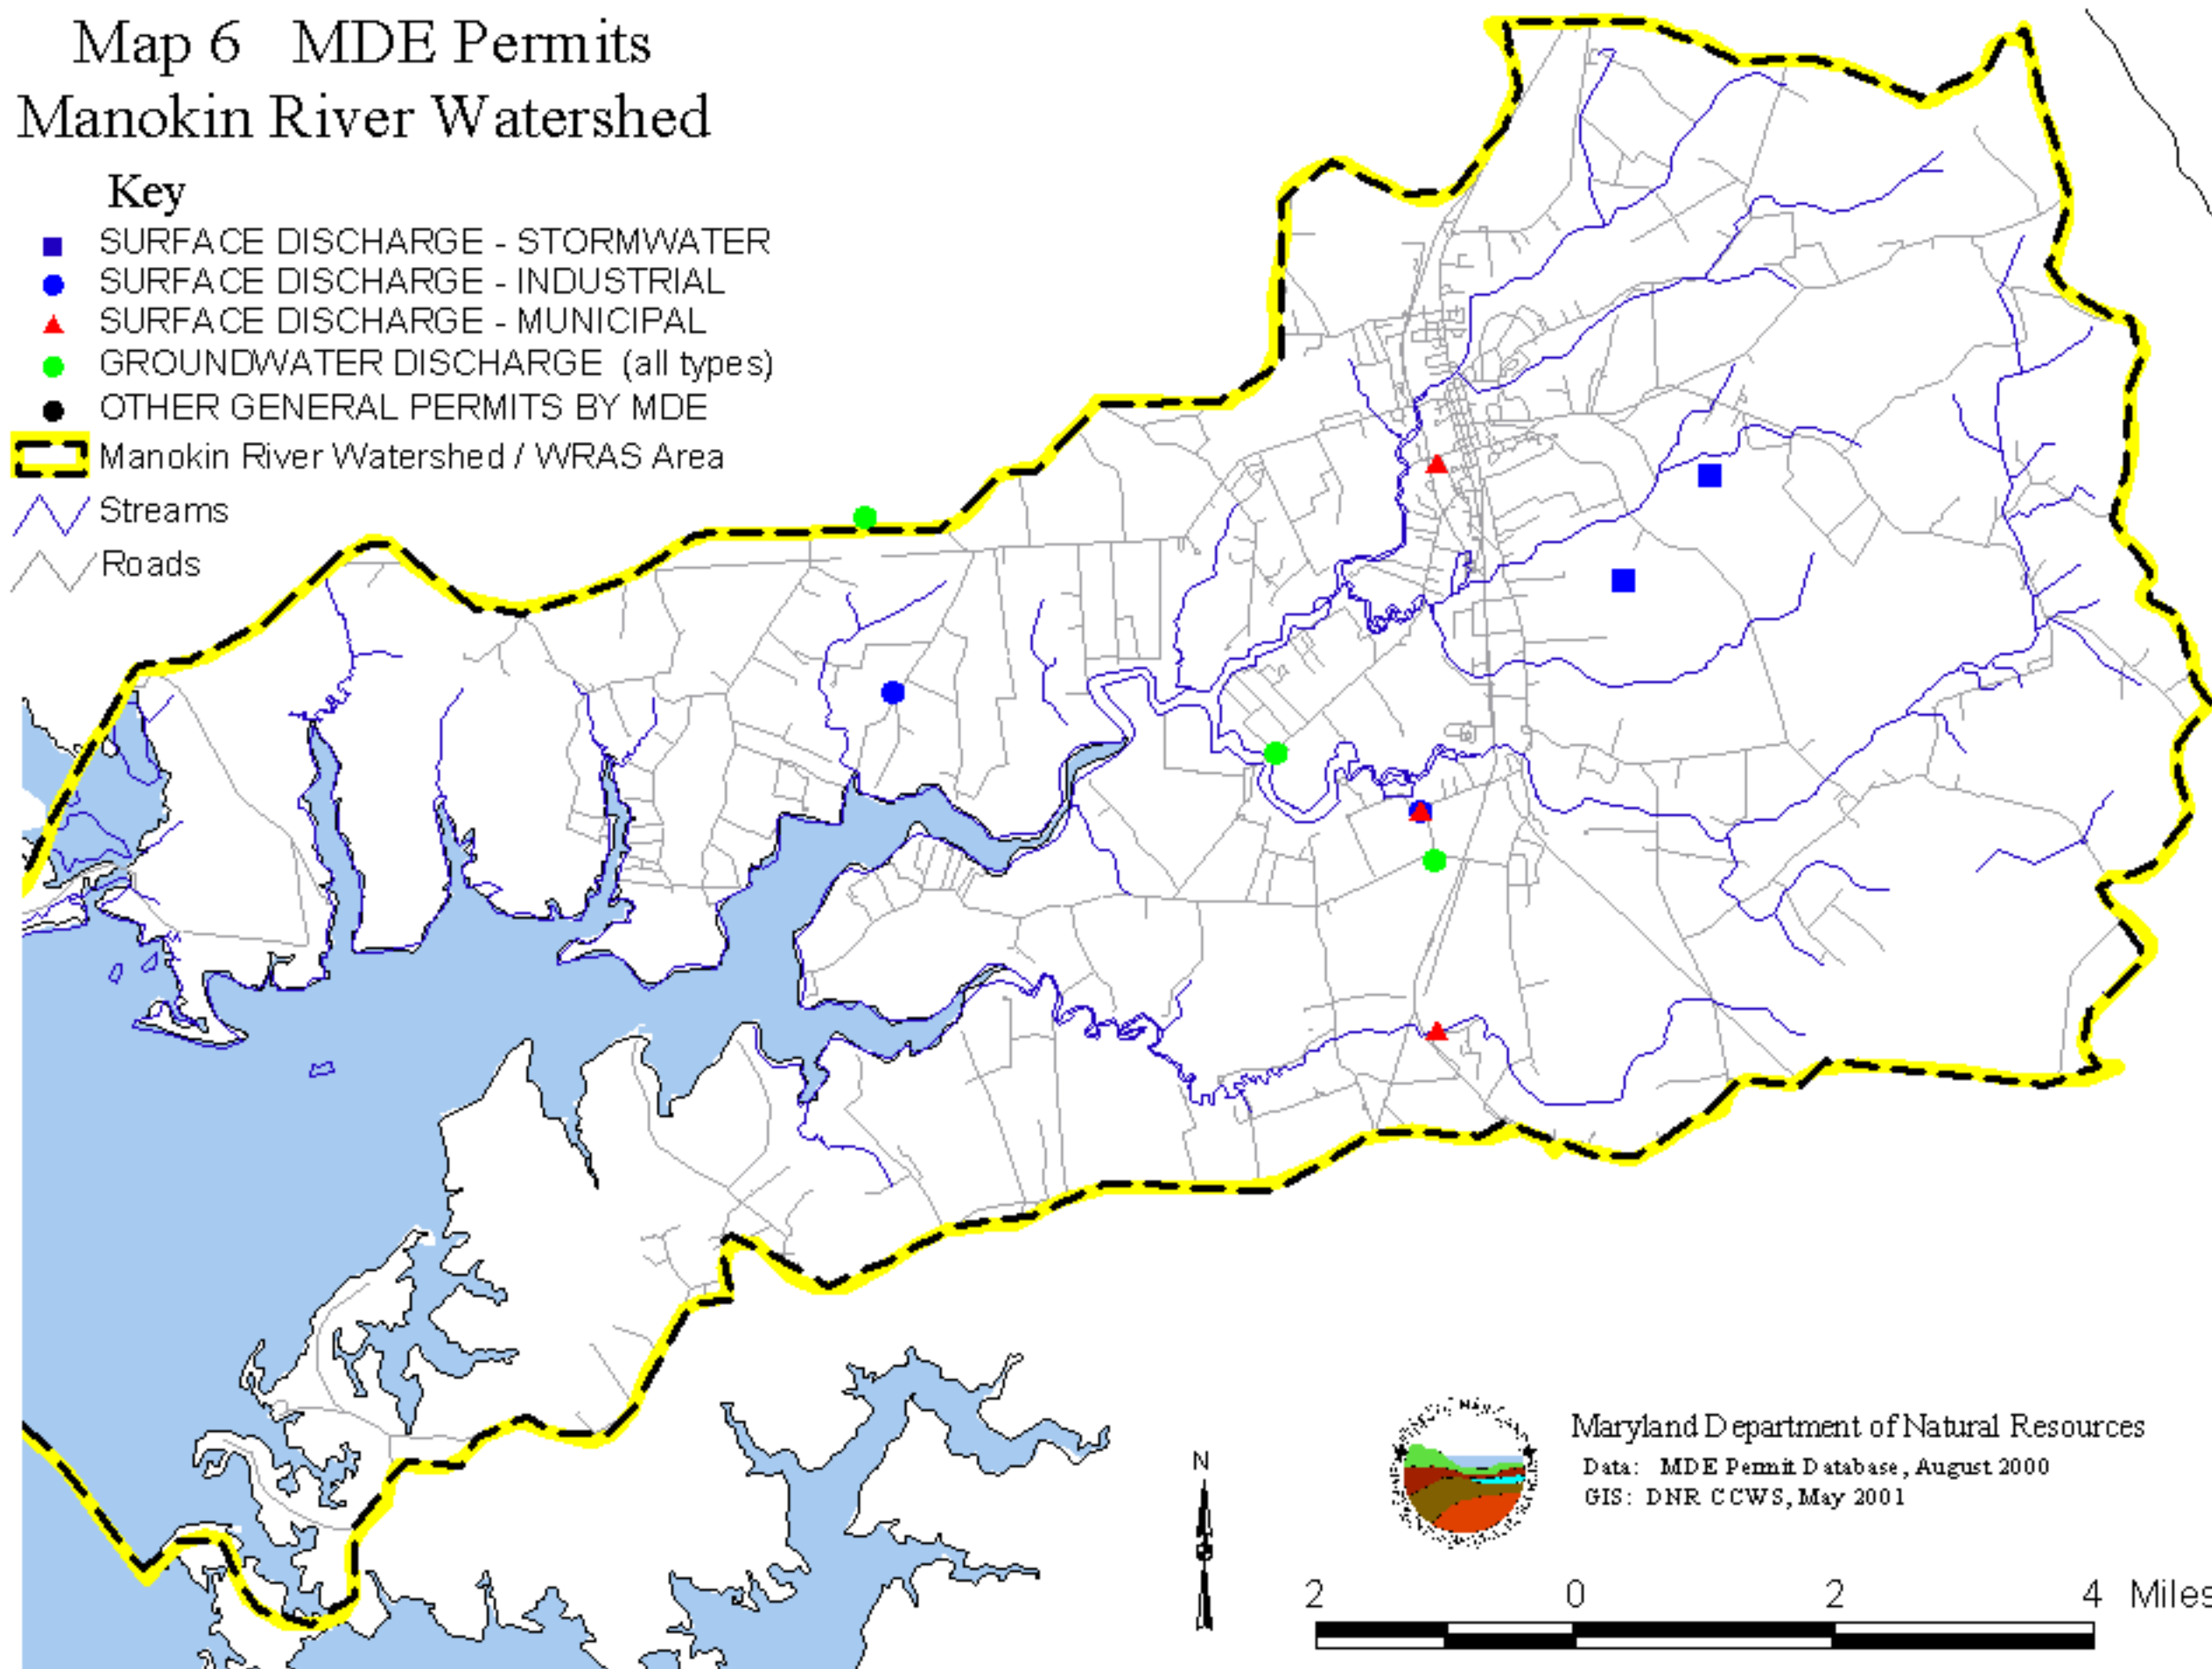 Map 6 MDE Permits
Manokin River Watershed
Key
SURFACE DISCHARGE - STORMWATER
SURFACE DISCHARGE - INDUSTRIAL
SURFACE DISCHARGE - MUNICIPAL
GROUNDWATER DISCHARGE (all types)
OTHER GENERAL PERMITS BY MDE
Manokin River Watershed / WRAS Area
Streams
Roads
N
Maryland Department of Natural Resources
Data: MDE Permit Database, August 2000
GIS: DNR CCWS, May 2001
2 0 2 4 Miles